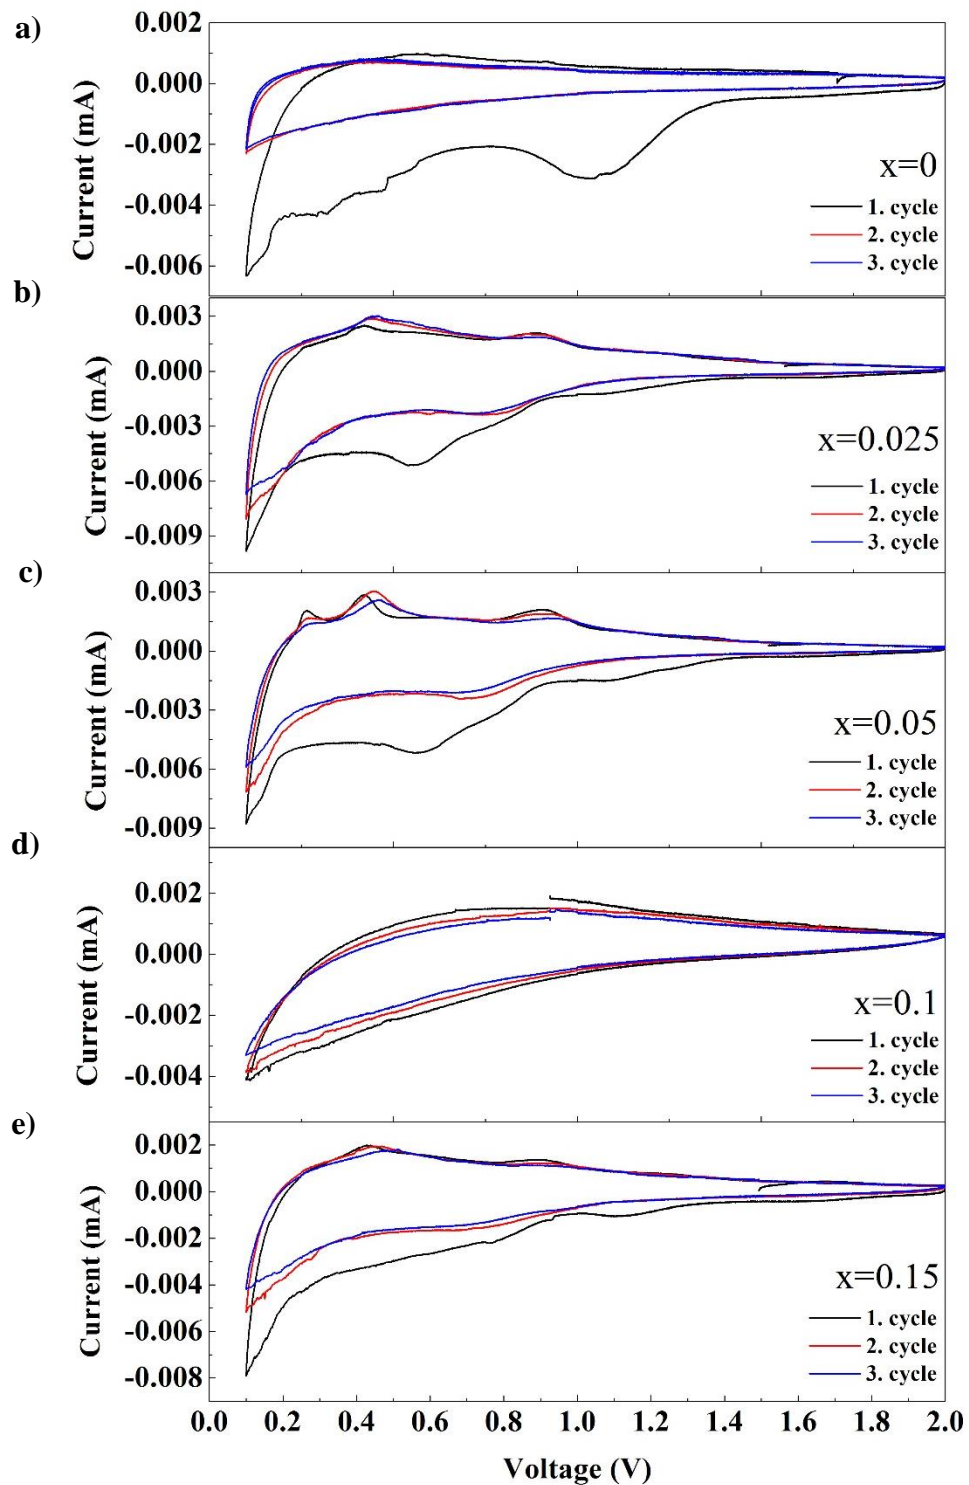 a)
0.002
0.000
-0.002
-0.004
-0.006
Current (mA)
x=0
1. cycle
2. cycle
3. cycle
b)
0.003
0.000
-0.003
-0.006
-0.009
Current (mA)
x=0.025
1. cycle
2. cycle
3. cycle
c)
0.003
0.000
-0.003
-0.006
-0.009
Current (mA)
x=0.05
1. cycle
2. cycle
3. cycle
d)
0.002
0.000
-0.002
-0.004
Current (mA)
x=0.1
1. cycle
2. cycle
3. cycle
e)
0.002
0.000
-0.002
-0.004
-0.006
-0.008
Current (mA)
x=0.15
1. cycle
2. cycle
3. cycle
0.0 0.2 0.4 0.6 0.8 1.0 1.2 1.4 1.6 1.8 2.0
Voltage (V)